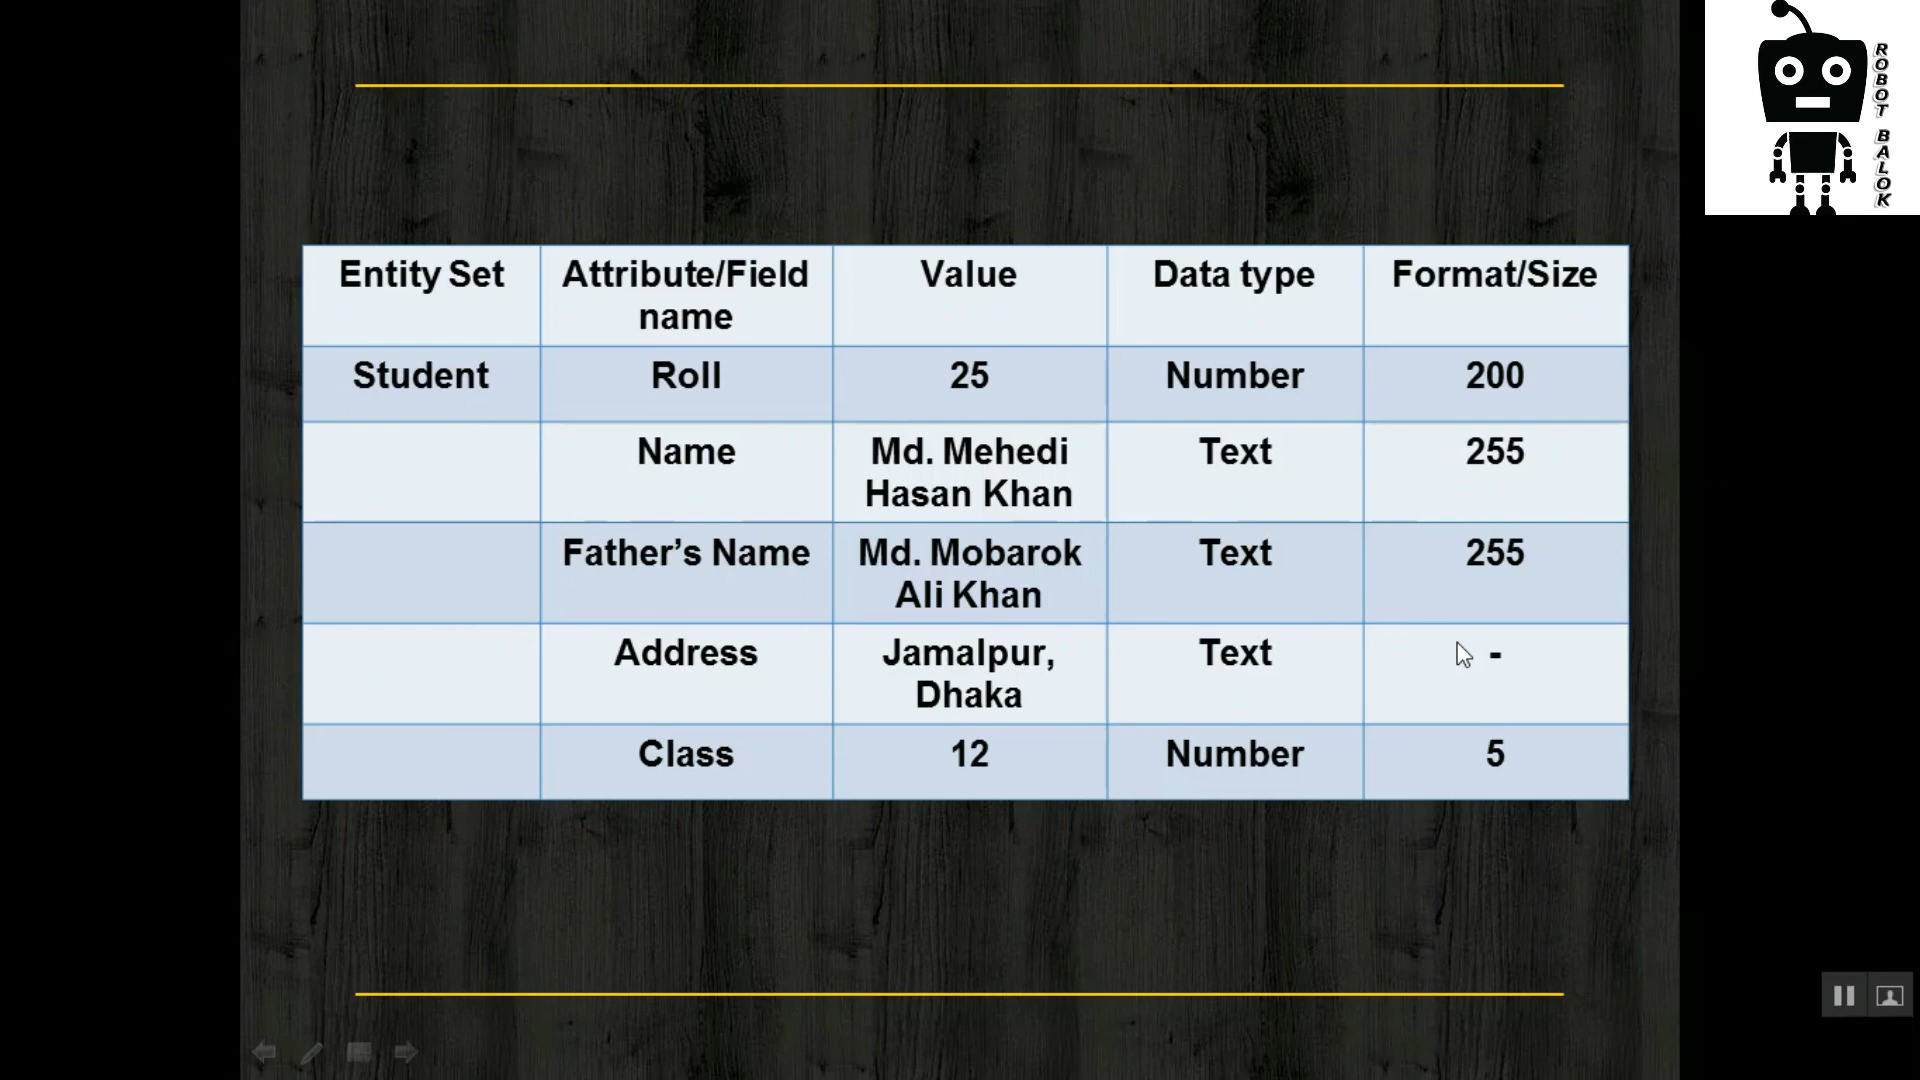 Entity Set Attribute/Field Value Data type Format/Size
name
Student Roll 25 Number 200
Name Md. Mehedi Text 255
Hasan Khan
Father’s Name Md. Mobarok Text 255
Ali Khan
Address Jamalpur, Text -
Dhaka
Class 12 Number 5
ROBOT BALOK